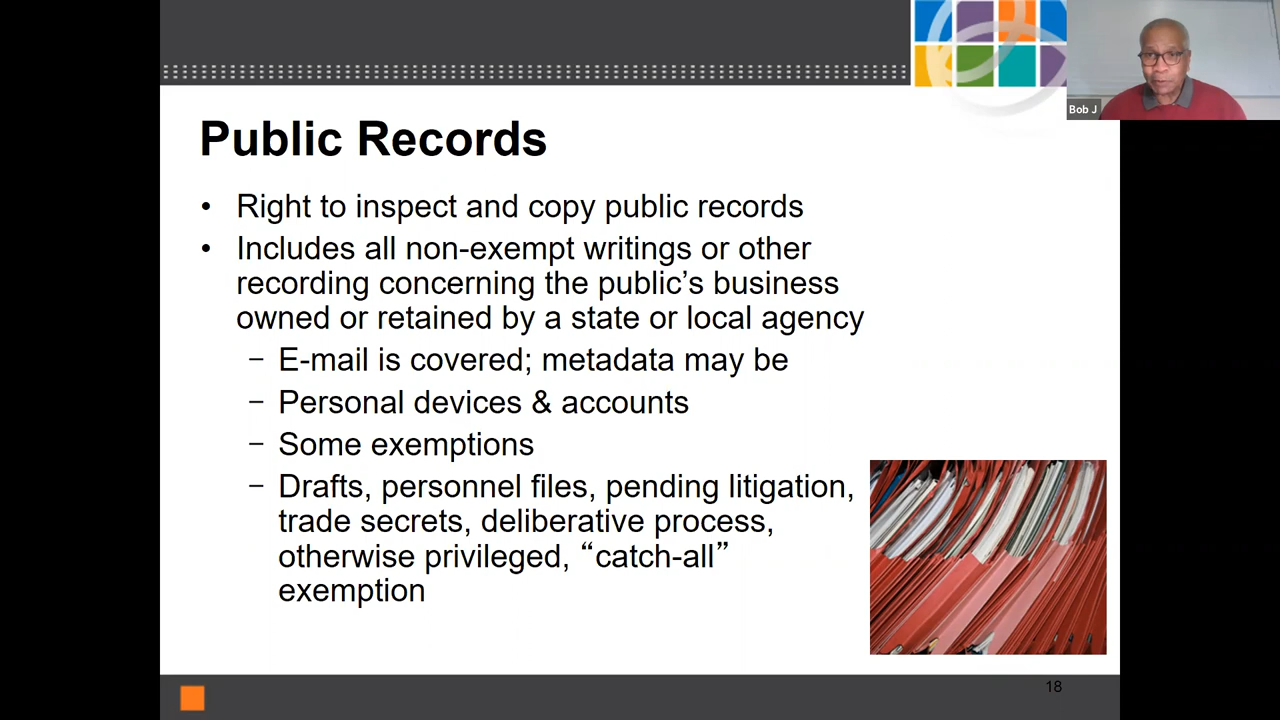 Bob J
Public Records
• Right to inspect and copy public records
• Includes all non-exempt writings or other
recording concerning the public’s business
owned or retained by a state or local agency
– E-mail is covered; metadata may be
– Personal devices & accounts
– Some exemptions
– Drafts, personnel files, pending litigation,
trade secrets, deliberative process,
otherwise privileged, “catch-all”
exemption
18